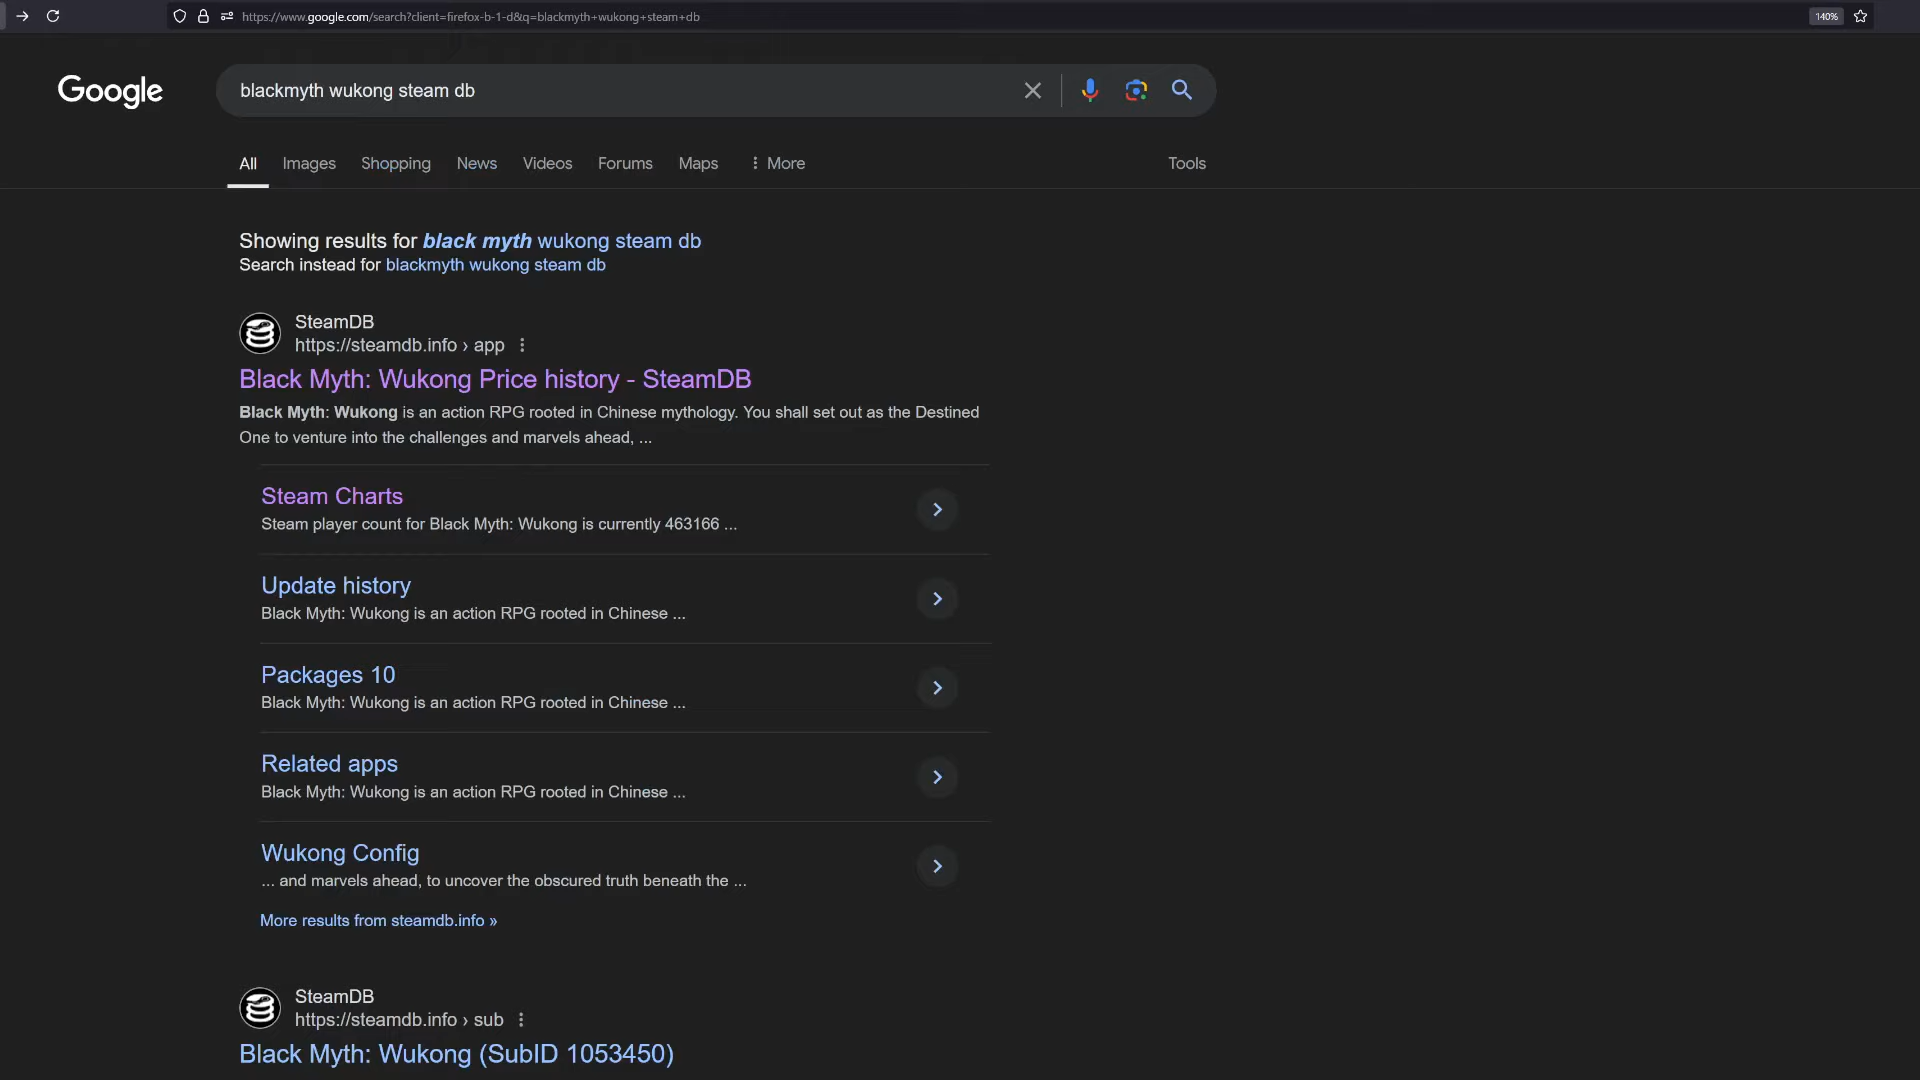 https://www.google.com/search?client=firefox-b-1-d&q=blackmyth+wukong+steam+db
140%
Google
blackmyth wukong steam db
All Images Shopping News Videos Forums Maps More Tools
Showing results for black myth wukong steam db
Search instead for blackmyth wukong steam db
SteamDB
https://steamdb.info › app
Black Myth: Wukong Price history - SteamDB
Black Myth: Wukong is an action RPG rooted in Chinese mythology. You shall set out as the Destined
One to venture into the challenges and marvels ahead, ...
Steam Charts
Steam player count for Black Myth: Wukong is currently 463166 ...
Update history
Black Myth: Wukong is an action RPG rooted in Chinese ...
Packages 10
Black Myth: Wukong is an action RPG rooted in Chinese ...
Related apps
Black Myth: Wukong is an action RPG rooted in Chinese ...
Wukong Config
... and marvels ahead, to uncover the obscured truth beneath the ...
More results from steamdb.info »
SteamDB
https://steamdb.info › sub
Black Myth: Wukong (SubID 1053450)